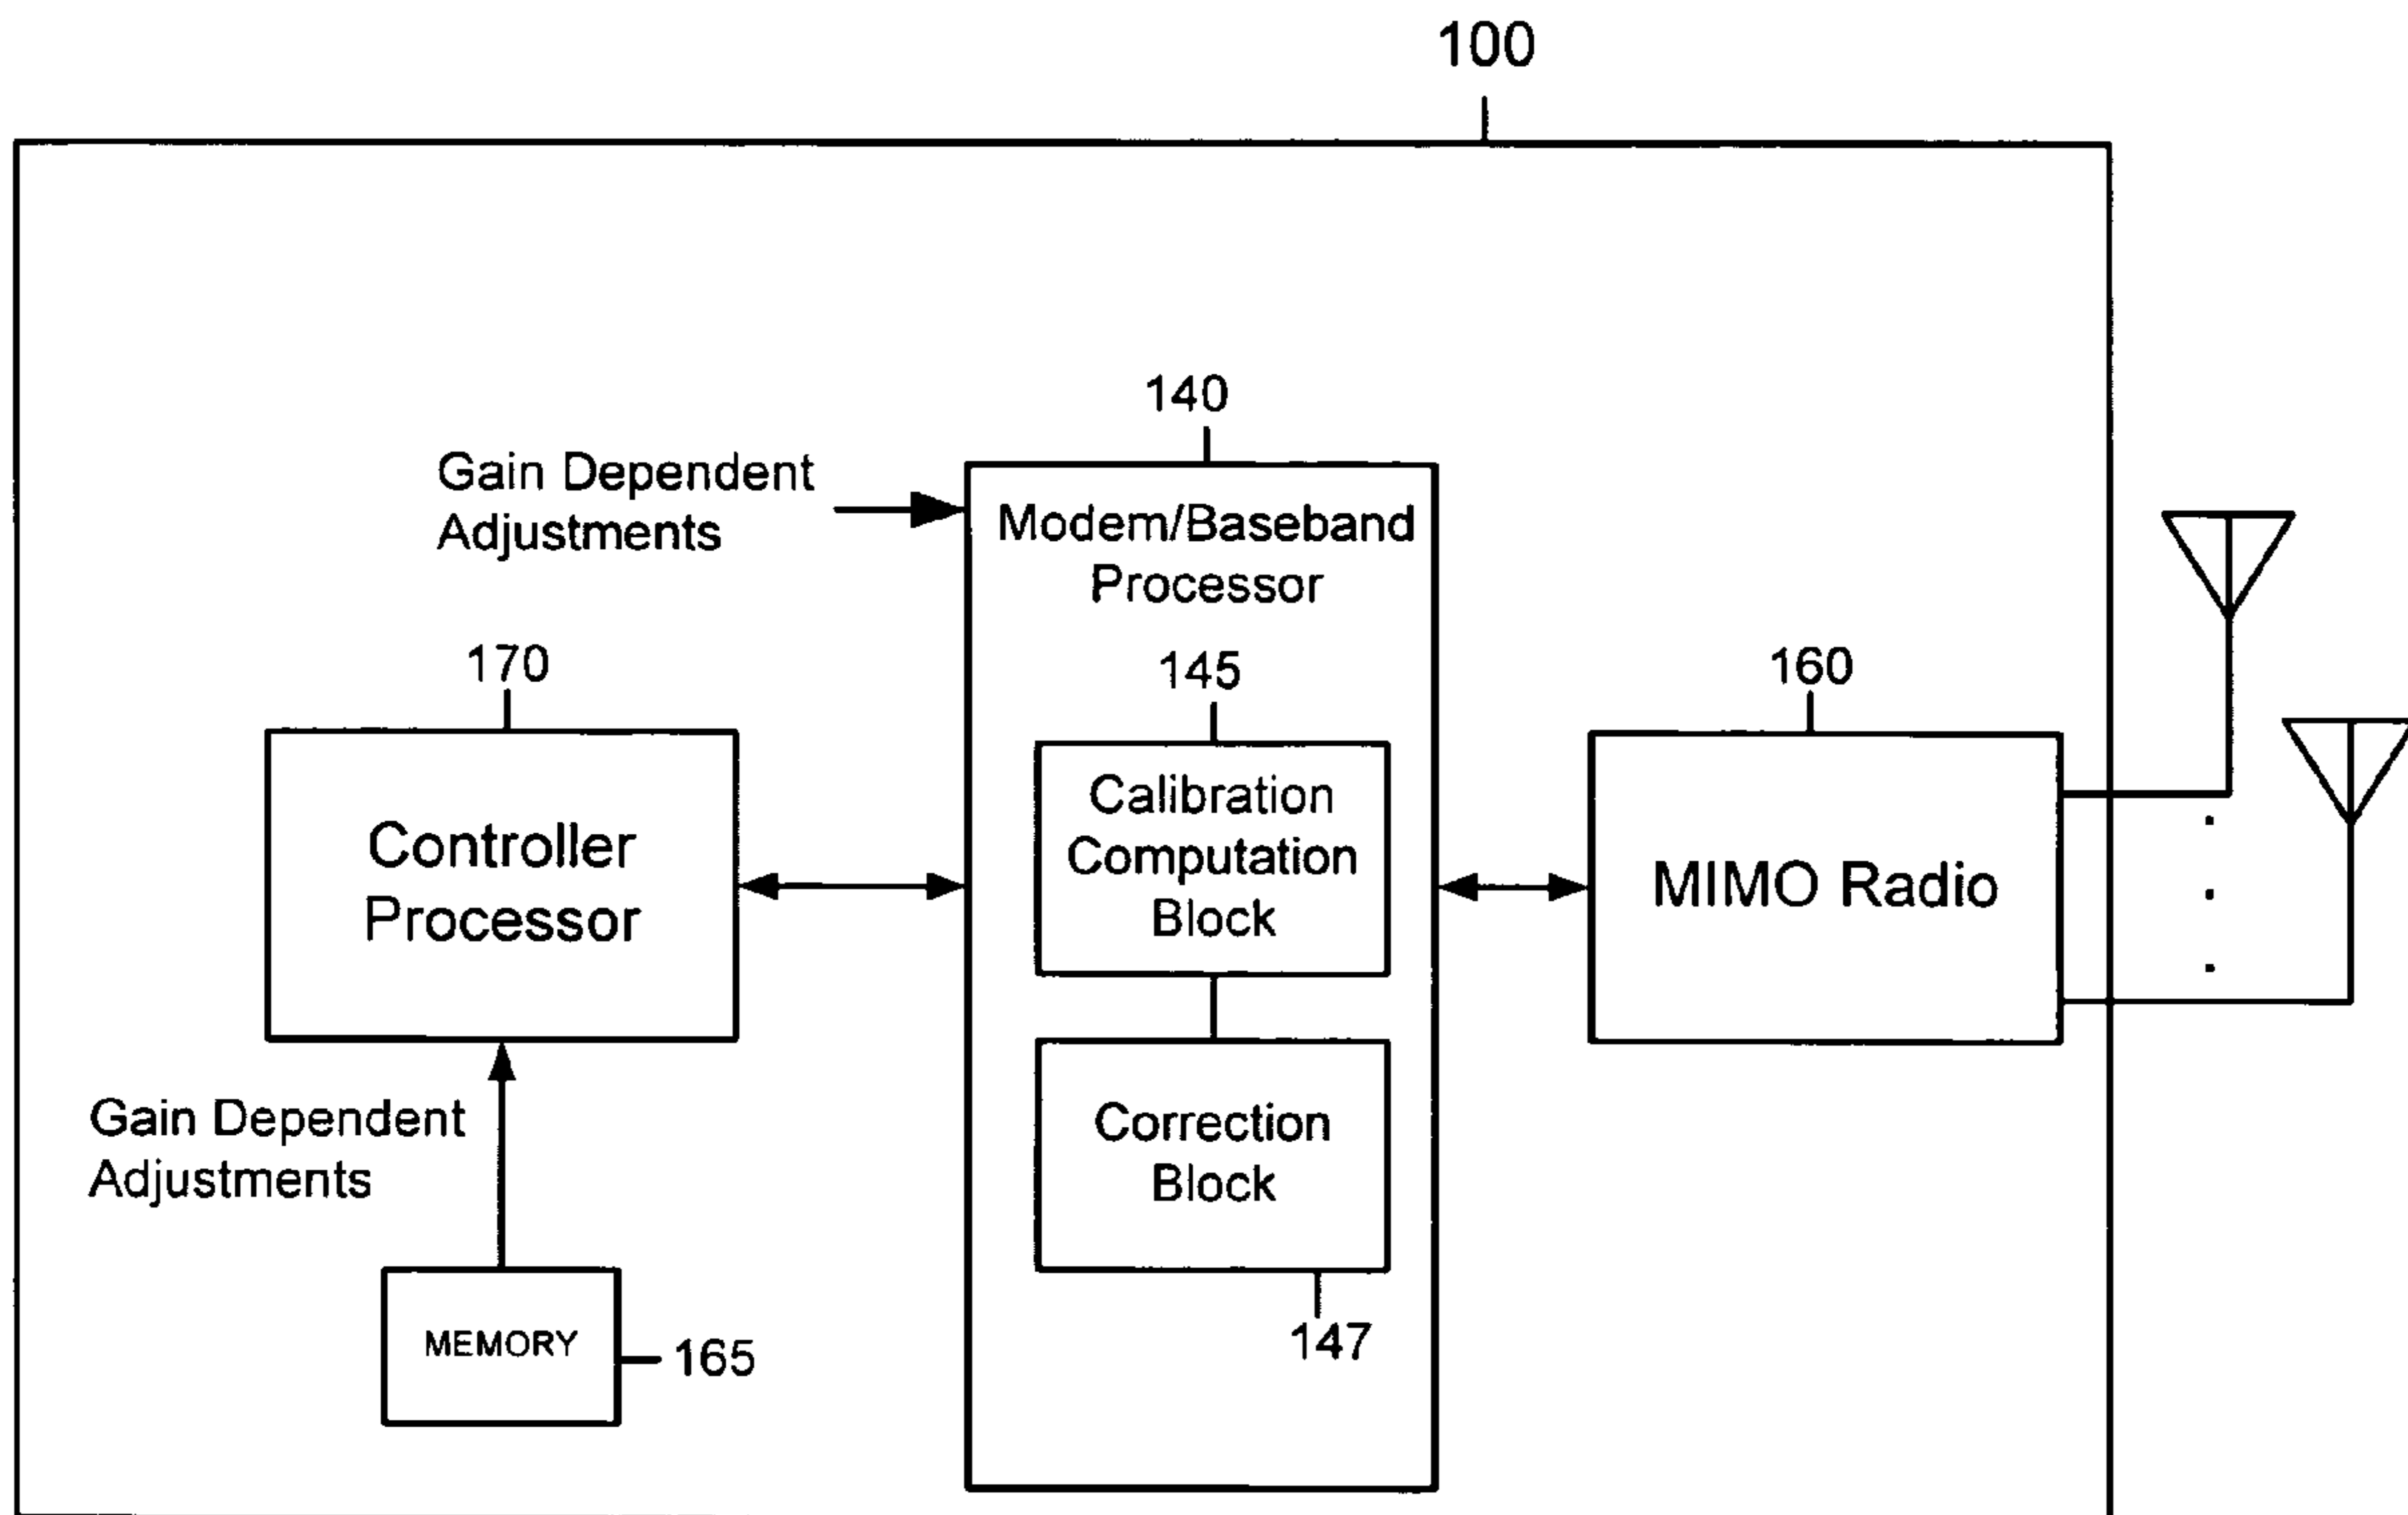 100
140
Gain Dependent
Adjustments
Modem/Baseband
Processor
170
145
160
Controller
Processor
Calibration
Computation
Block
MIMO Radio
Gain Dependent
Adjustments
Correction
Block
MEMORY
165
147